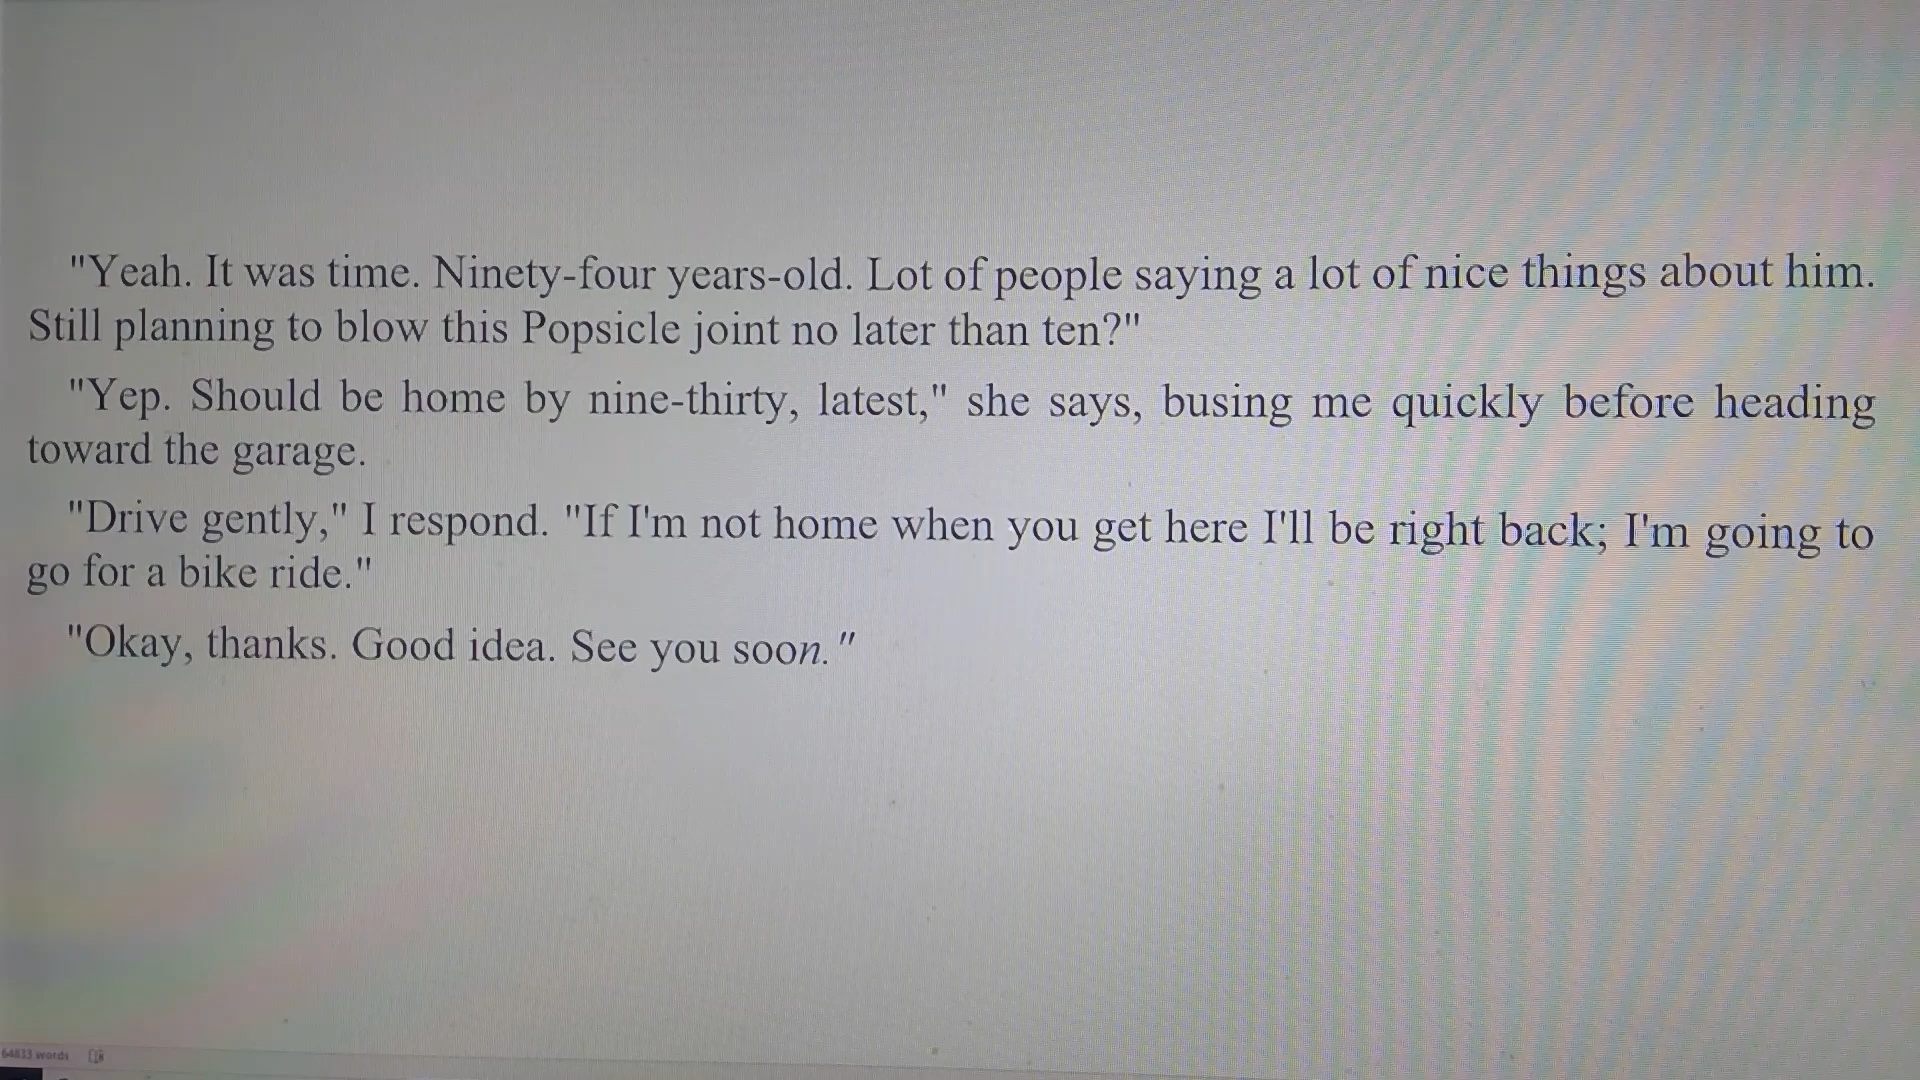 "Yeah. It was time. Ninety-four years-old. Lot of people saying a lot of nice things about him.
Still planning to blow this Popsicle joint no later than ten?"
"Yep. Should be home by nine-thirty, latest," she says, busing me quickly before heading
toward the garage.
"Drive gently," I respond. "If I'm not home when you get here I'll be right back; I'm going to
go for a bike ride."
"Okay, thanks. Good idea. See you soon."
words